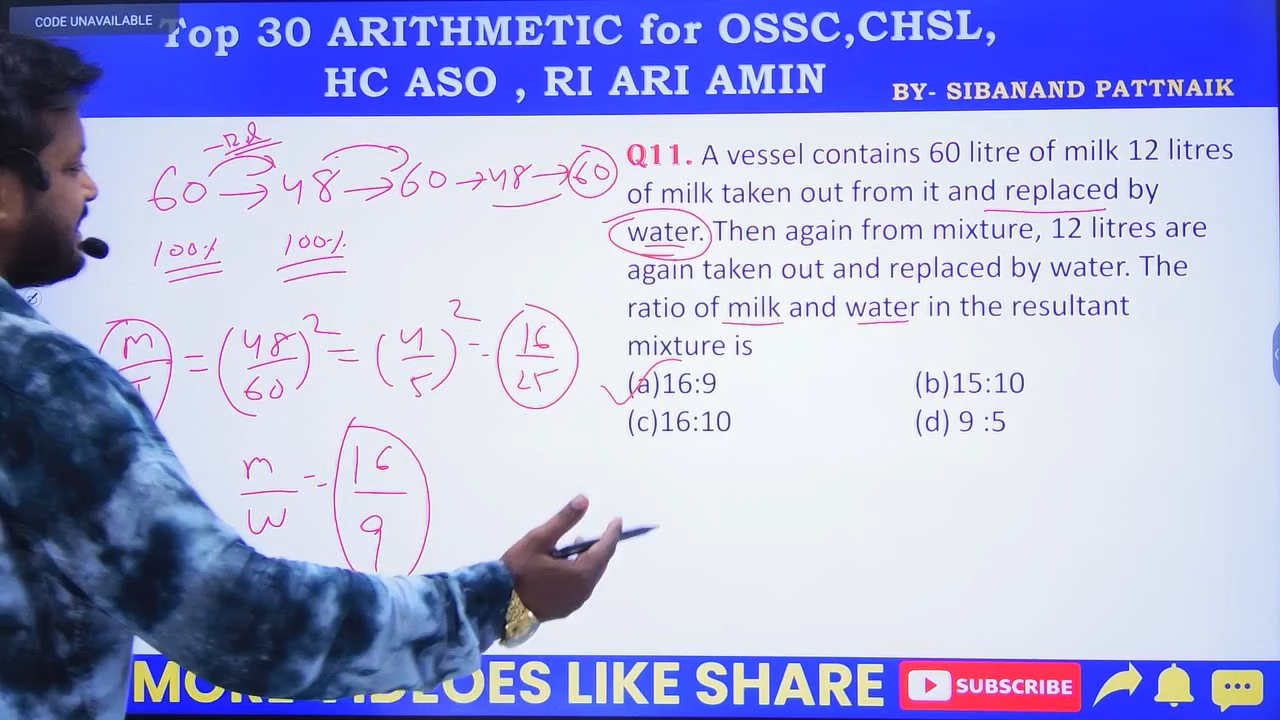 CODE UNAVAILABLE
Top 30 ARITHMETIC for OSSC,CHSL,
HC ASO , RI ARI AMIN
BY- SIBANAND PATTNAIK
-12l
60 → 48 → 60 → 48 → 60
100% 100%
m = (48/60)² = (4/5)² = 16/25
m/w = 16/9
Q11. A vessel contains 60 litre of milk 12 litres
of milk taken out from it and replaced by
water. Then again from mixture, 12 litres are
again taken out and replaced by water. The
ratio of milk and water in the resultant
mixture is
(a)16:9 (b)15:10
(c)16:10 (d) 9 :5
MORE LIKE SHARE
SUBSCRIBE